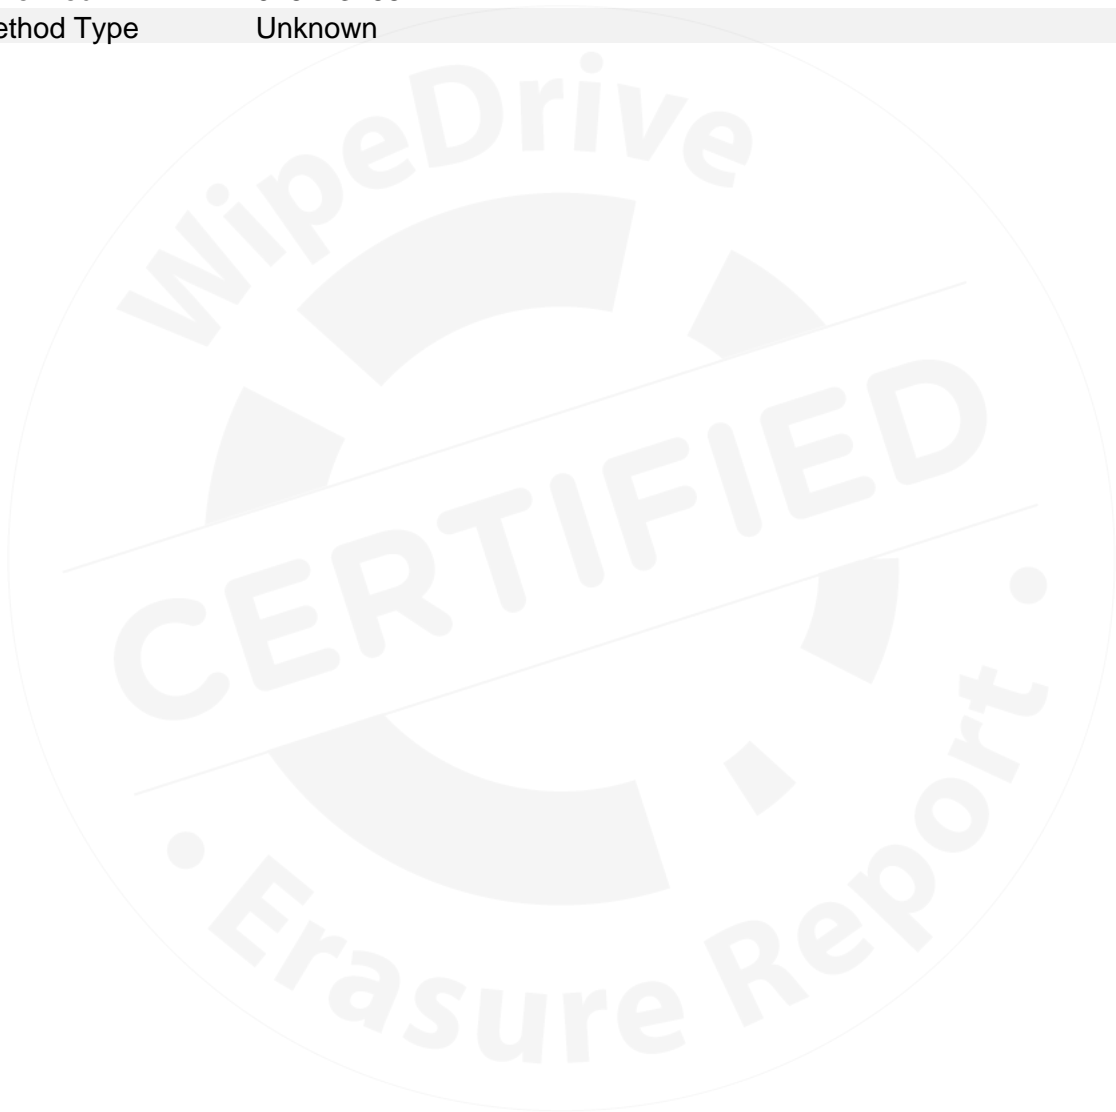 ethod Type Unknown
WipeDrive
CERTIFIED
• Erasure Report •